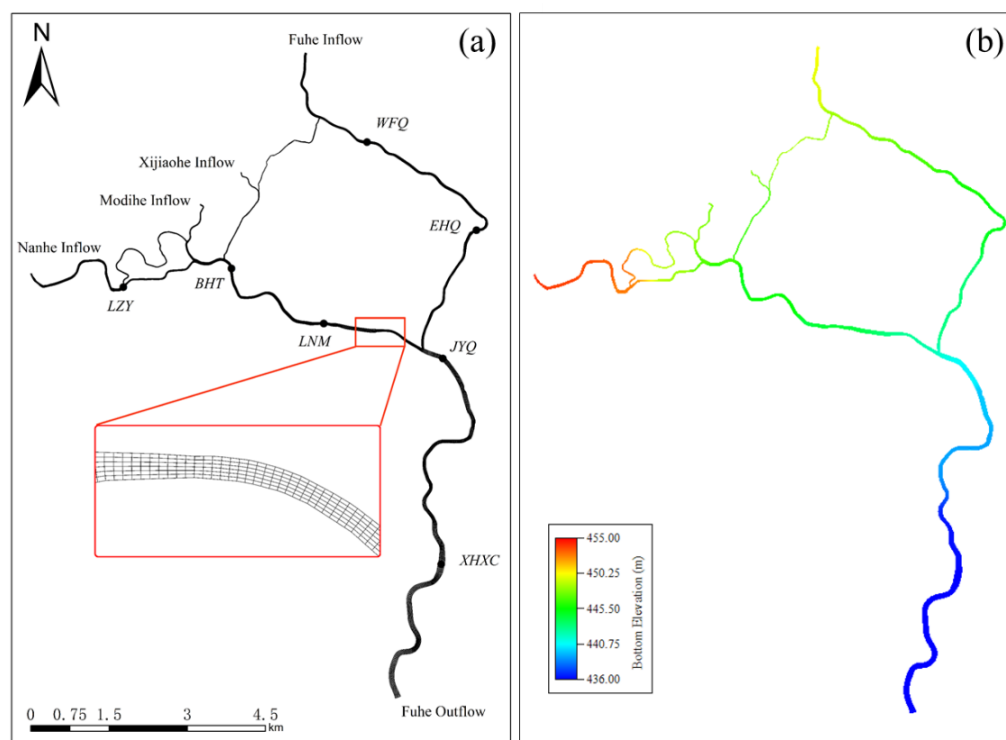 N
(a)
Fuhe Inflow
WFQ
Xijiaohe Inflow
Modihe Inflow
EHQ
Nanhe Inflow
BHT
LZY
LNM
JYQ
XHXC
Fuhe Outflow
0 0.75 1.5 3 4.5
km
(b)
455.00
450.25
445.50
440.75
436.00
Bottom Elevation (m)